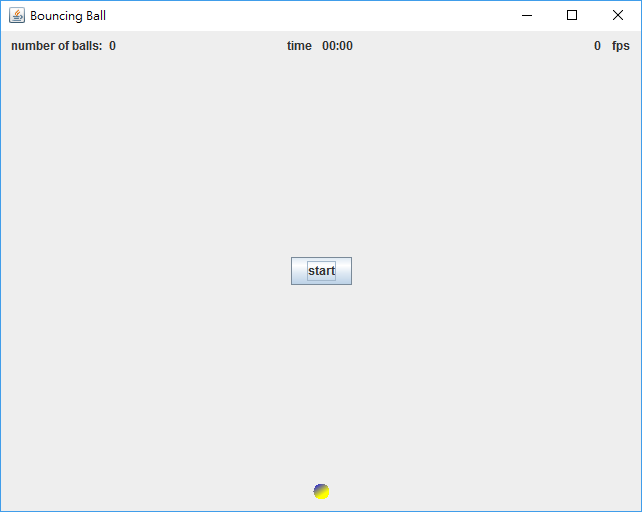 Bouncing Ball
number of balls: 0 time 00:00 0 fps
start